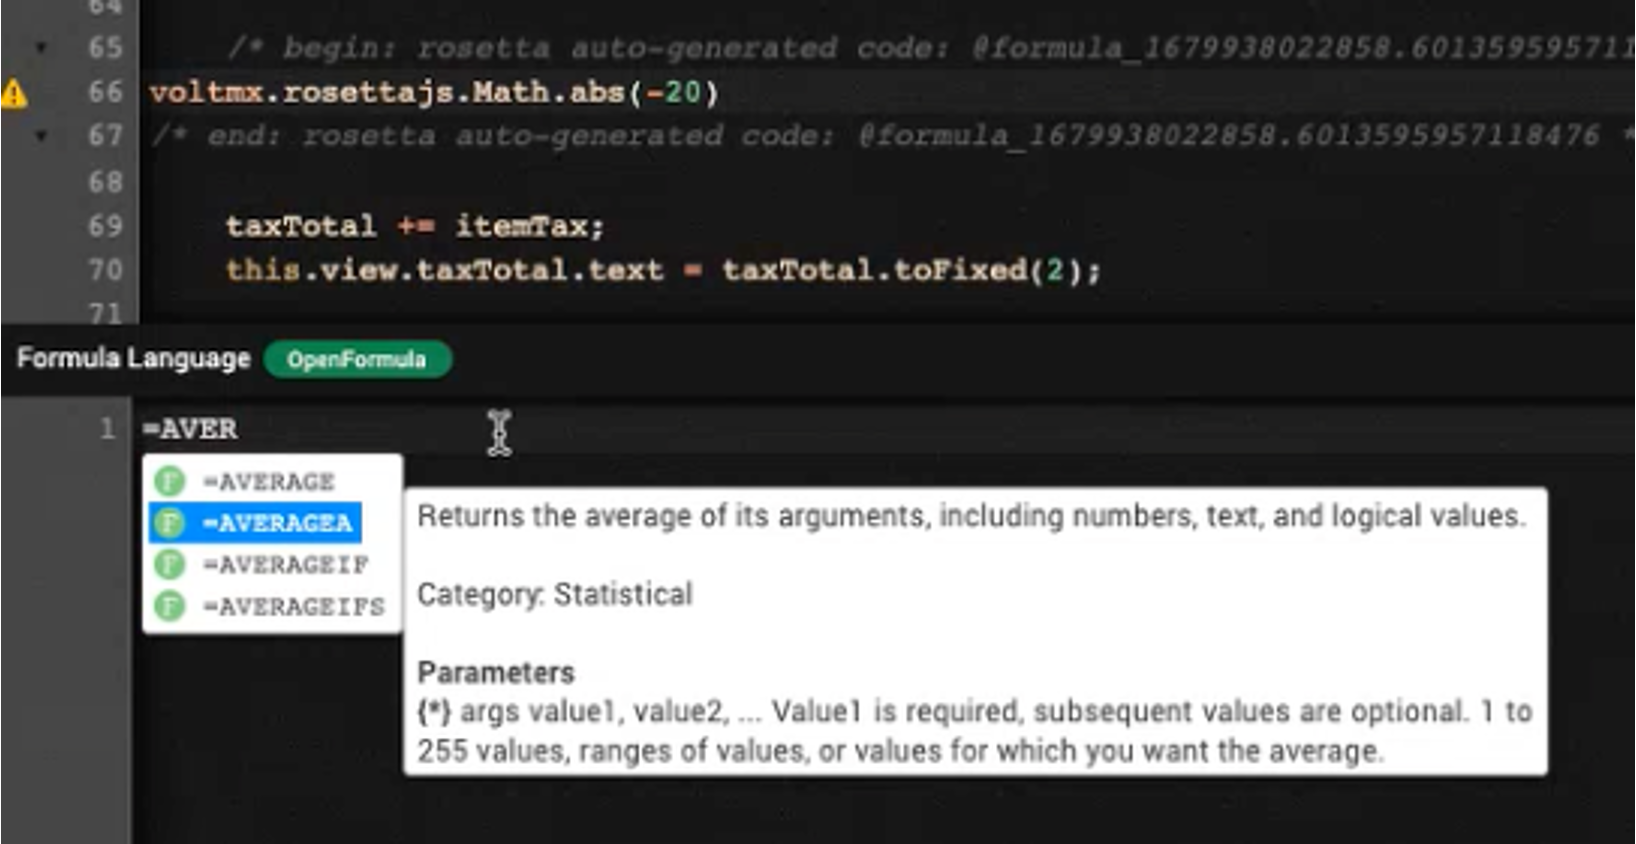 64
65 /* begin: rosetta auto-generated code: @formula_1679938022858.601359595711
66 voltmx.rosettajs.Math.abs(-20)
67 /* end: rosetta auto-generated code: @formula_1679938022858.6013595957118476 *
68
69 taxTotal += itemTax;
70 this.view.taxTotal.text = taxTotal.toFixed(2);
71
Formula Language OpenFormula
1 =AVER
F =AVERAGE
F =AVERAGEA
F =AVERAGEIF
F =AVERAGEIFS
Returns the average of its arguments, including numbers, text, and logical values.
Category: Statistical
Parameters
{*} args value1, value2, ... Value1 is required, subsequent values are optional. 1 to
255 values, ranges of values, or values for which you want the average.